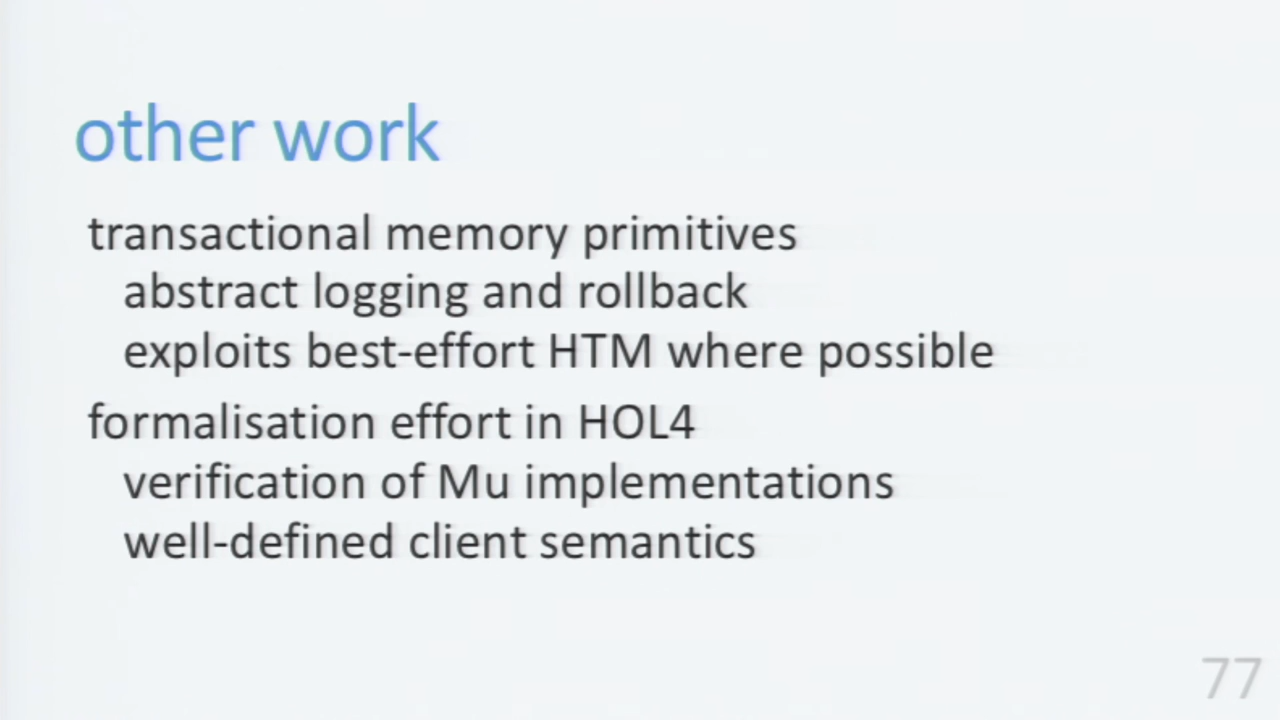 other work
transactional memory primitives
abstract logging and rollback
exploits best-effort HTM where possible
formalisation effort in HOL4
verification of Mu implementations
well-defined client semantics
77